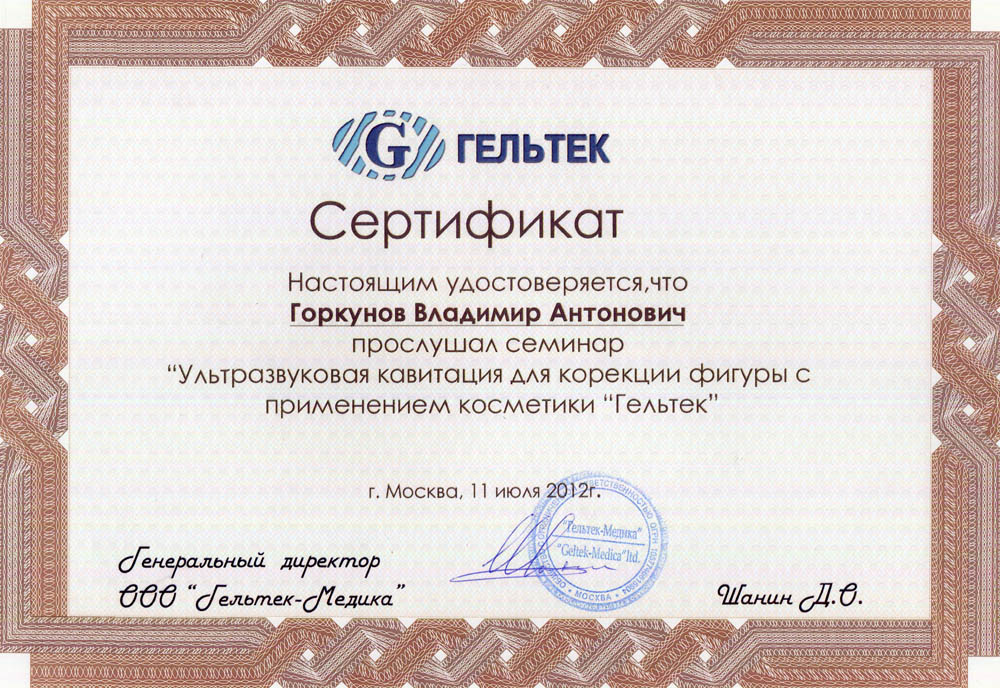 G ГЕЛЬТЕК
Сертификат
Настоящим удостоверяется,что
Горкунов Владимир Антонович
прослушал семинар
“Ультразвуковая кавитация для корекции фигуры с
применением косметики “Гельтек”
г. Москва, 11 июля 2012г.
"Гельтек-Медика"
"Geltek-Medica" ltd.
* МОСКВА *
Генеральный директор
ООО “Гельтек-Медика”
Шанин Д.О.